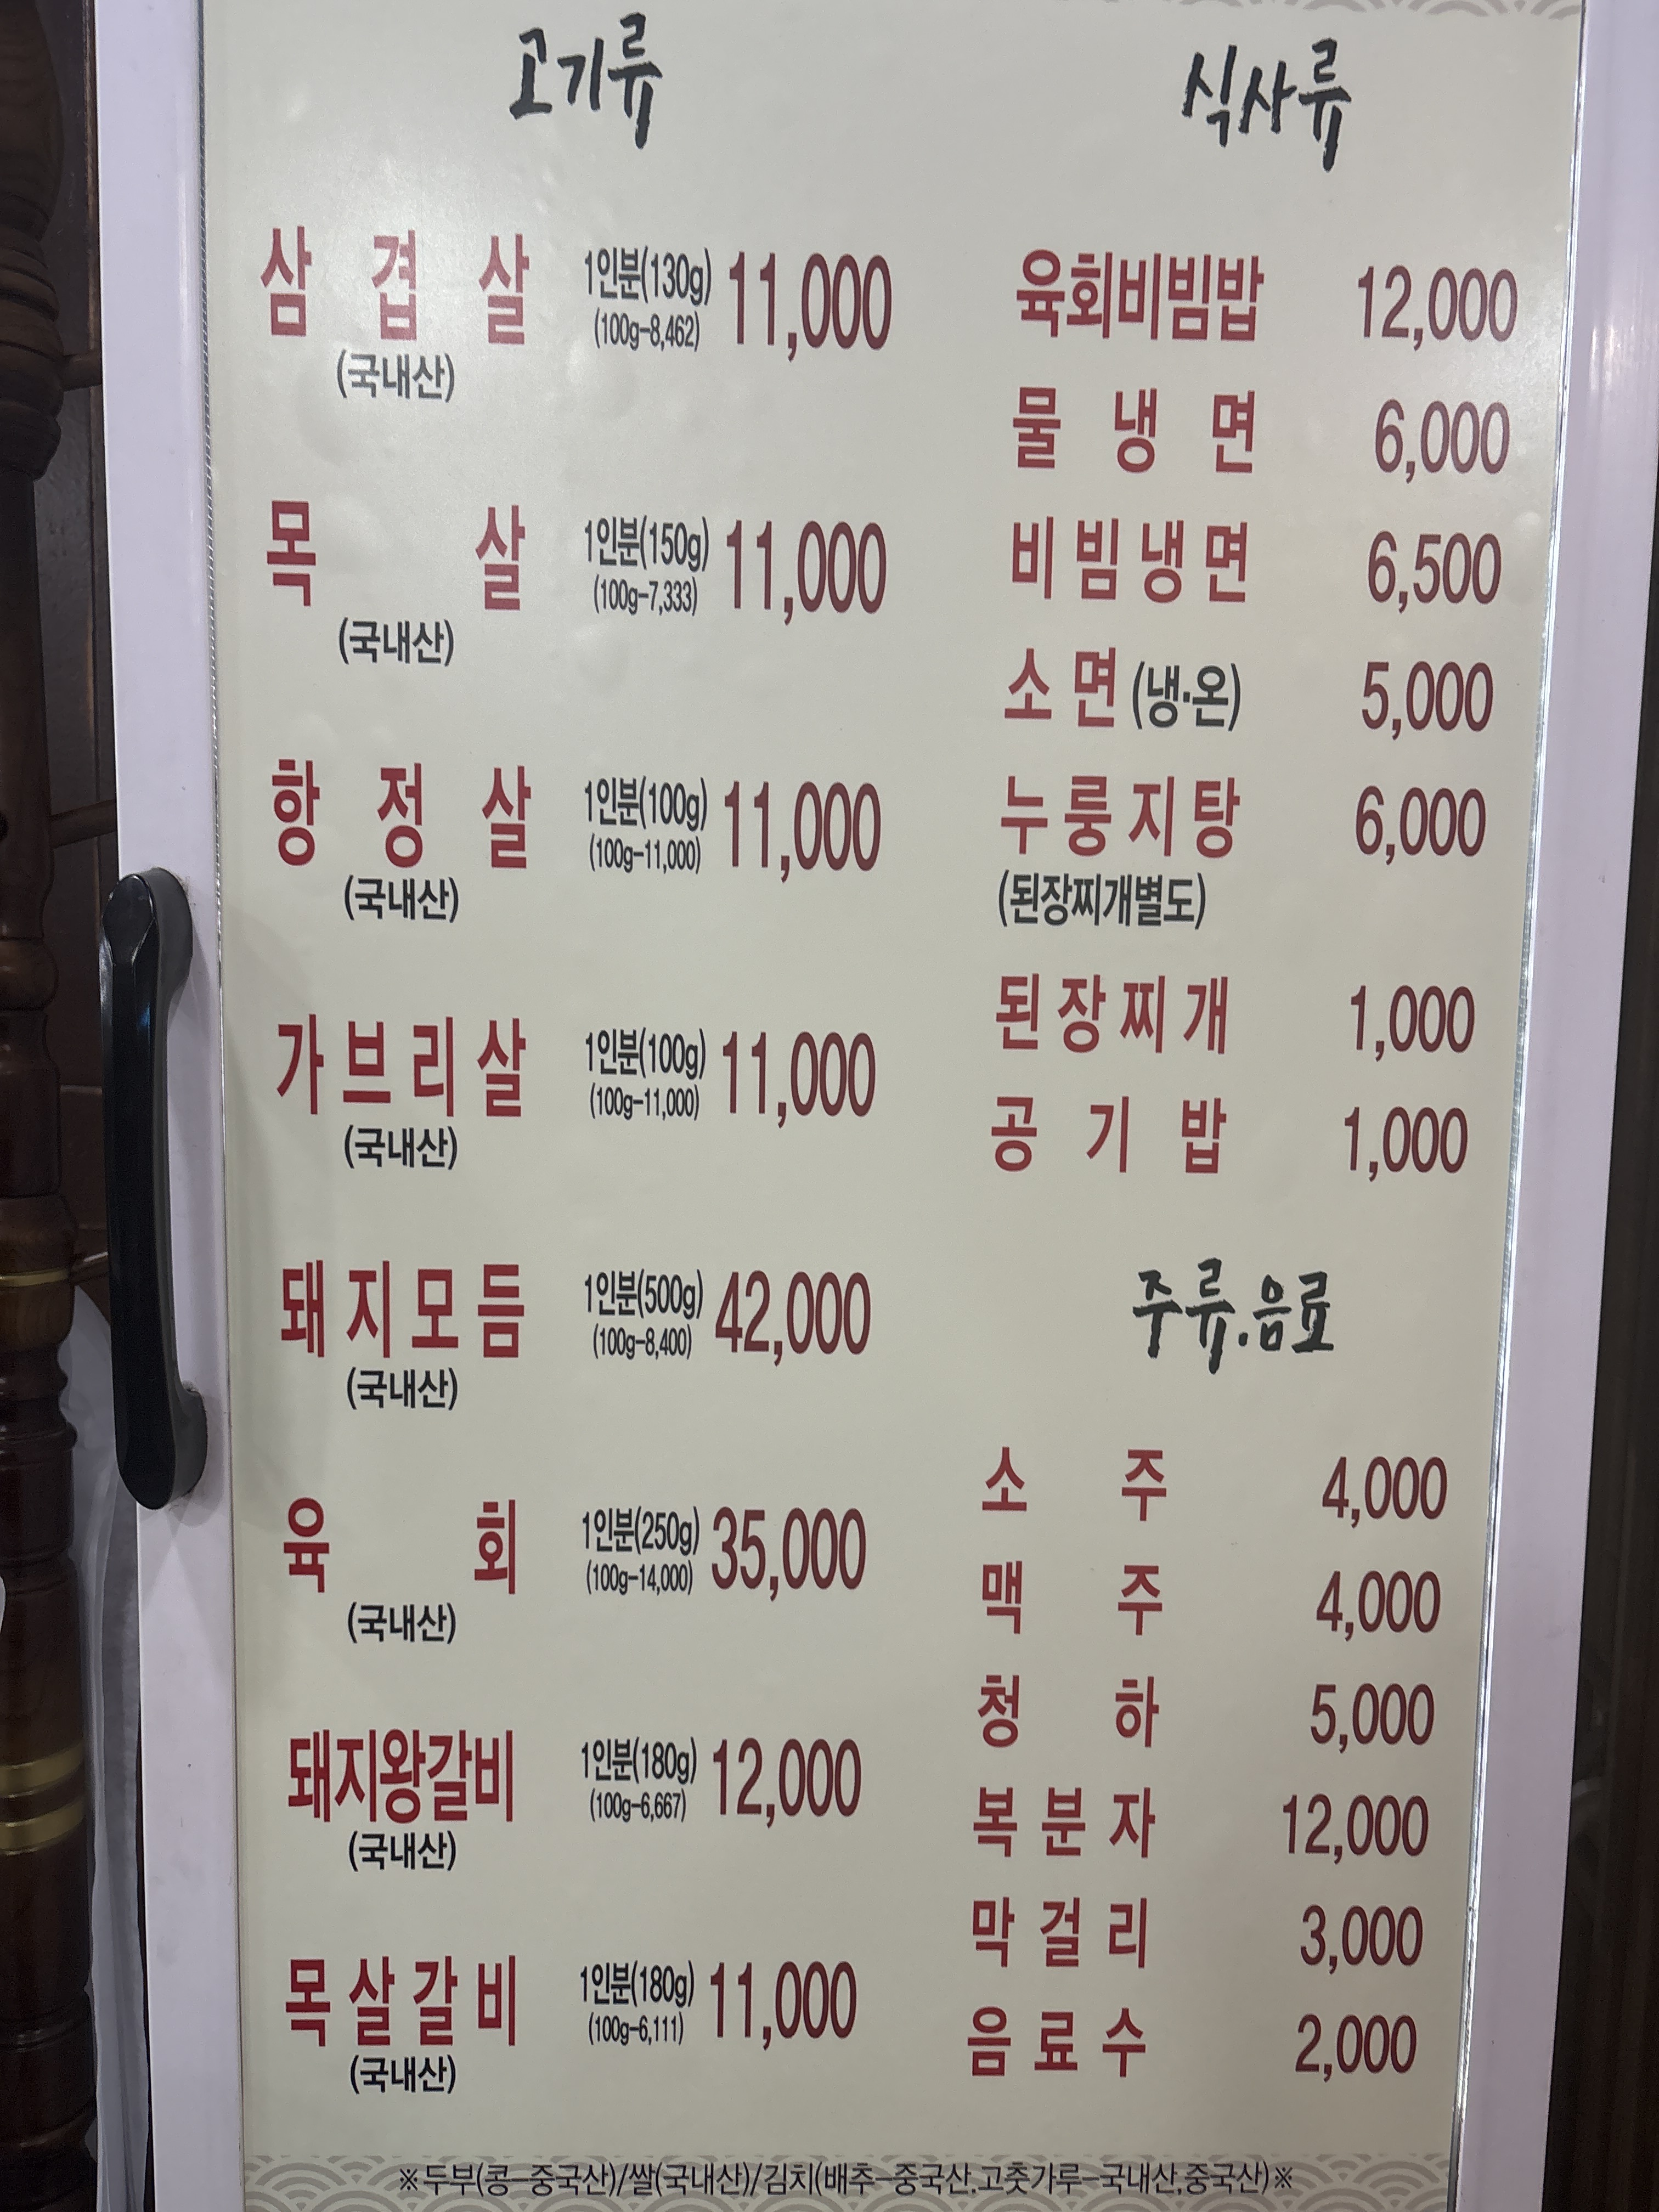 고기류
삼겹살 1인분(130g) 11,000
(100g-8,462)
(국내산)
목살 1인분(150g) 11,000
(100g-7,333)
(국내산)
항정살 1인분(100g) 11,000
(100g-11,000)
(국내산)
가브리살 1인분(100g) 11,000
(100g-11,000)
(국내산)
돼지모듬 1인분(500g) 42,000
(100g-8,400)
(국내산)
육회 1인분(250g) 35,000
(100g-14,000)
(국내산)
돼지왕갈비 1인분(180g) 12,000
(100g-6,667)
(국내산)
목살갈비 1인분(180g) 11,000
(100g-6,111)
(국내산)
식사류
육회비빔밥 12,000
물냉면 6,000
비빔냉면 6,500
소면(냉·온) 5,000
누룽지탕 6,000
(된장찌개별도)
된장찌개 1,000
공기밥 1,000
주류.음료
소주 4,000
맥주 4,000
청하 5,000
복분자 12,000
막걸리 3,000
음료수 2,000
※두부(콩-중국산)/쌀(국내산)/김치(배추-중국산.고춧가루-국내산,중국산)※